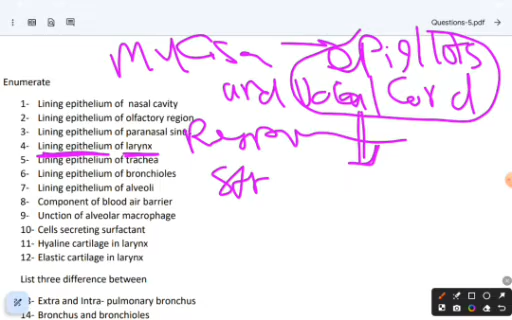 Questions-5.pdf
Mucosa → Epiglots
and Vocal Cord
Enumerate
1- Lining epithelium of nasal cavity
2- Lining epithelium of olfactory region
3- Lining epithelium of paranasal sinu
4- Lining epithelium of larynx
5- Lining epithelium of trachea
6- Lining epithelium of bronchioles
7- Lining epithelium of alveoli
8- Component of blood air barrier
9- Unction of alveolar macrophage
10- Cells secreting surfactant
11- Hyaline cartilage in larynx
12- Elastic cartilage in larynx
List three difference between
3- Extra and Intra- pulmonary bronchus
14- Bronchus and bronchioles